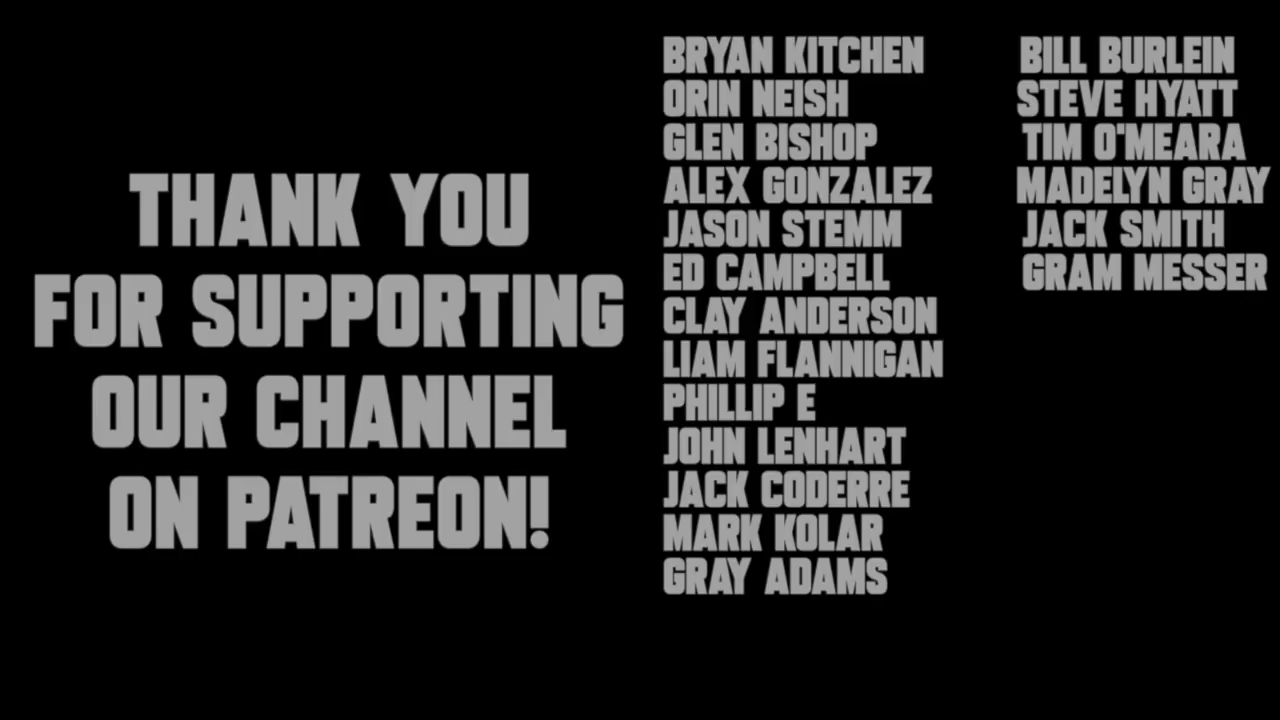 THANK YOU
FOR SUPPORTING
OUR CHANNEL
ON PATREON!
BRYAN KITCHEN
ORIN NEISH
GLEN BISHOP
ALEX GONZALEZ
JASON STEMM
ED CAMPBELL
CLAY ANDERSON
LIAM FLANNIGAN
PHILLIP E
JOHN LENHART
JACK CODERRE
MARK KOLAR
GRAY ADAMS
BILL BURLEIN
STEVE HYATT
TIM O'MEARA
MADELYN GRAY
JACK SMITH
GRAM MESSER